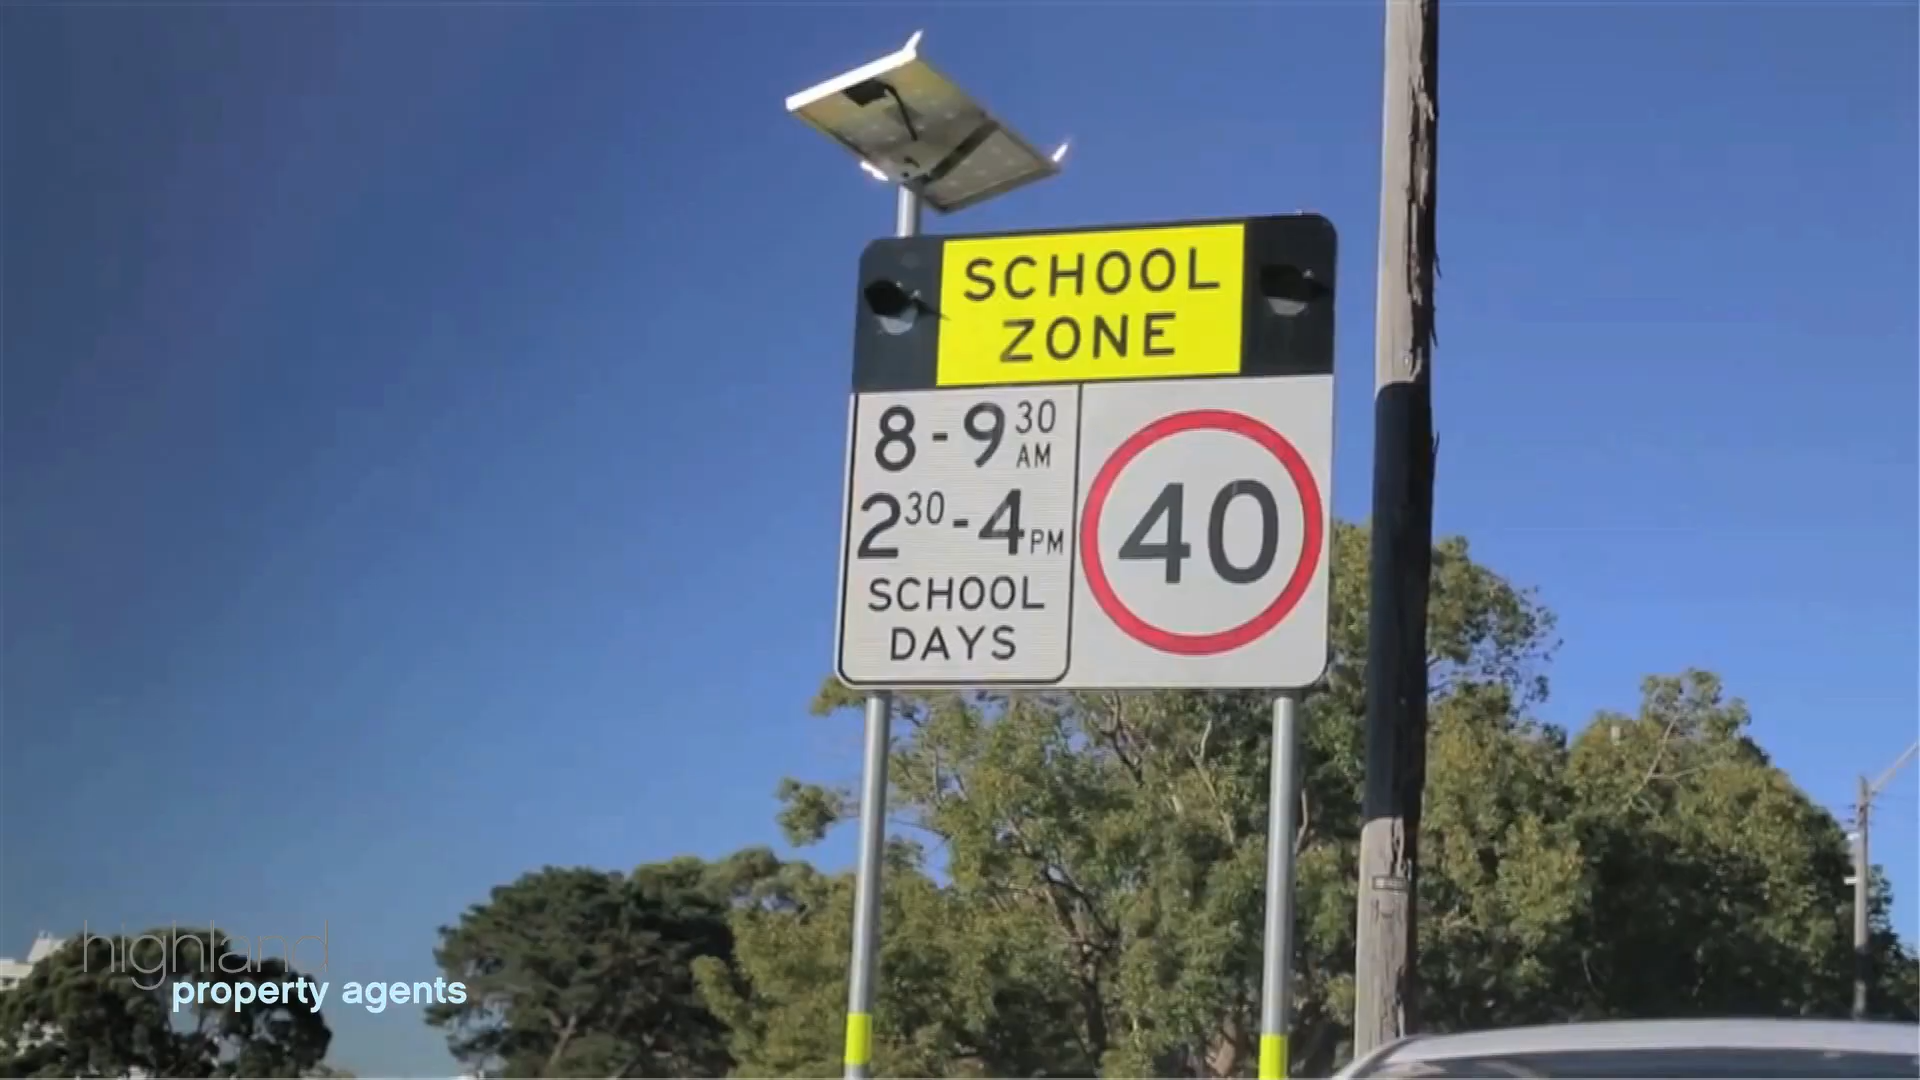 SCHOOL
ZONE
8-9 30 AM
2 30-4 PM
SCHOOL
DAYS
40
highland
property agents